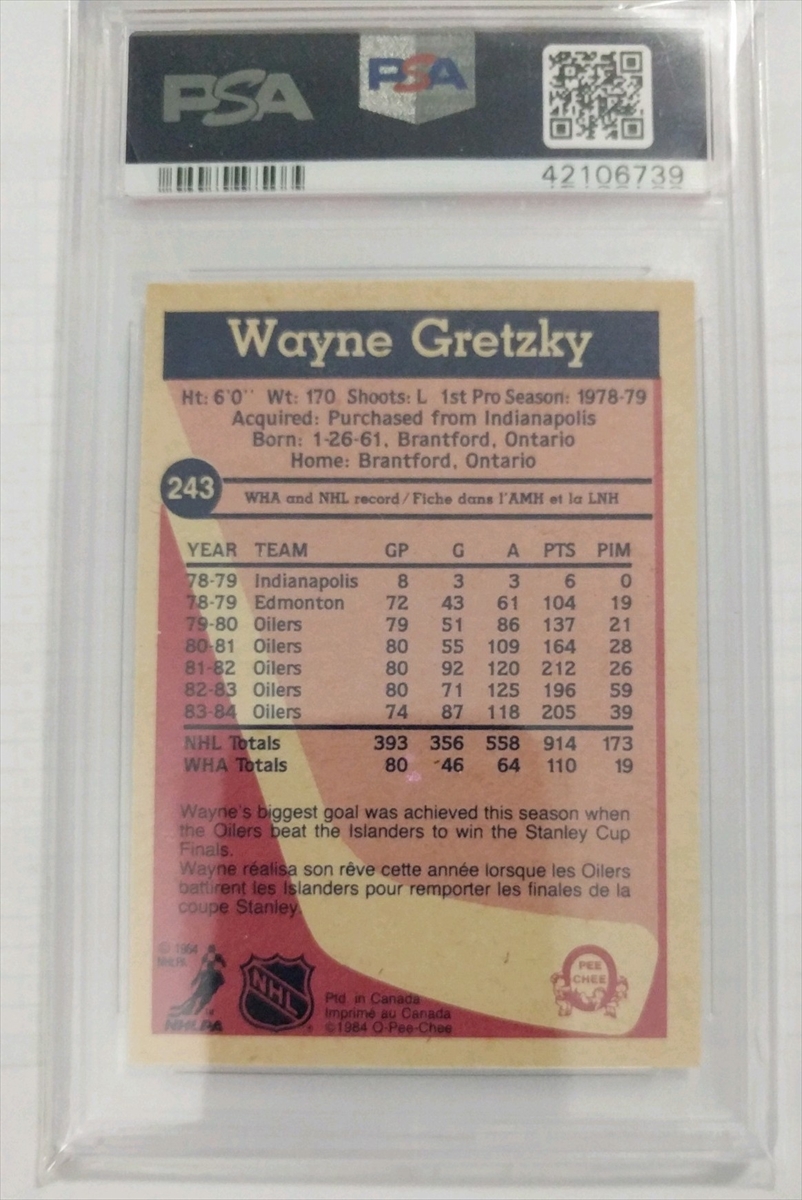 PSA PSA
42106739
Wayne Gretzky
Ht: 6'0'' Wt: 170 Shoots: L 1st Pro Season: 1978-79
Acquired: Purchased from Indianapolis
Born: 1-26-61, Brantford, Ontario
Home: Brantford, Ontario
243 WHA and NHL record/Fiche dans l'AMH et la LNH
YEAR TEAM GP G A PTS PIM
78-79 Indianapolis 8 3 3 6 0
78-79 Edmonton 72 43 61 104 19
79-80 Oilers 79 51 86 137 21
80-81 Oilers 80 55 109 164 28
81-82 Oilers 80 92 120 212 26
82-83 Oilers 80 71 125 196 59
83-84 Oilers 74 87 118 205 39
NHL Totals 393 356 558 914 173
WHA Totals 80 46 64 110 19
Wayne's biggest goal was achieved this season when
the Oilers beat the Islanders to win the Stanley Cup
Finals.
Wayne réalisa son rêve cette année lorsque les Oilers
battirent les Islanders pour remporter les finales de la
coupe Stanley.
© 1984
NHLPA
NHLPA
NHL
Ptd. in Canada
Imprimé au Canada
©1984 O-Pee-Chee
PEE
CHEE